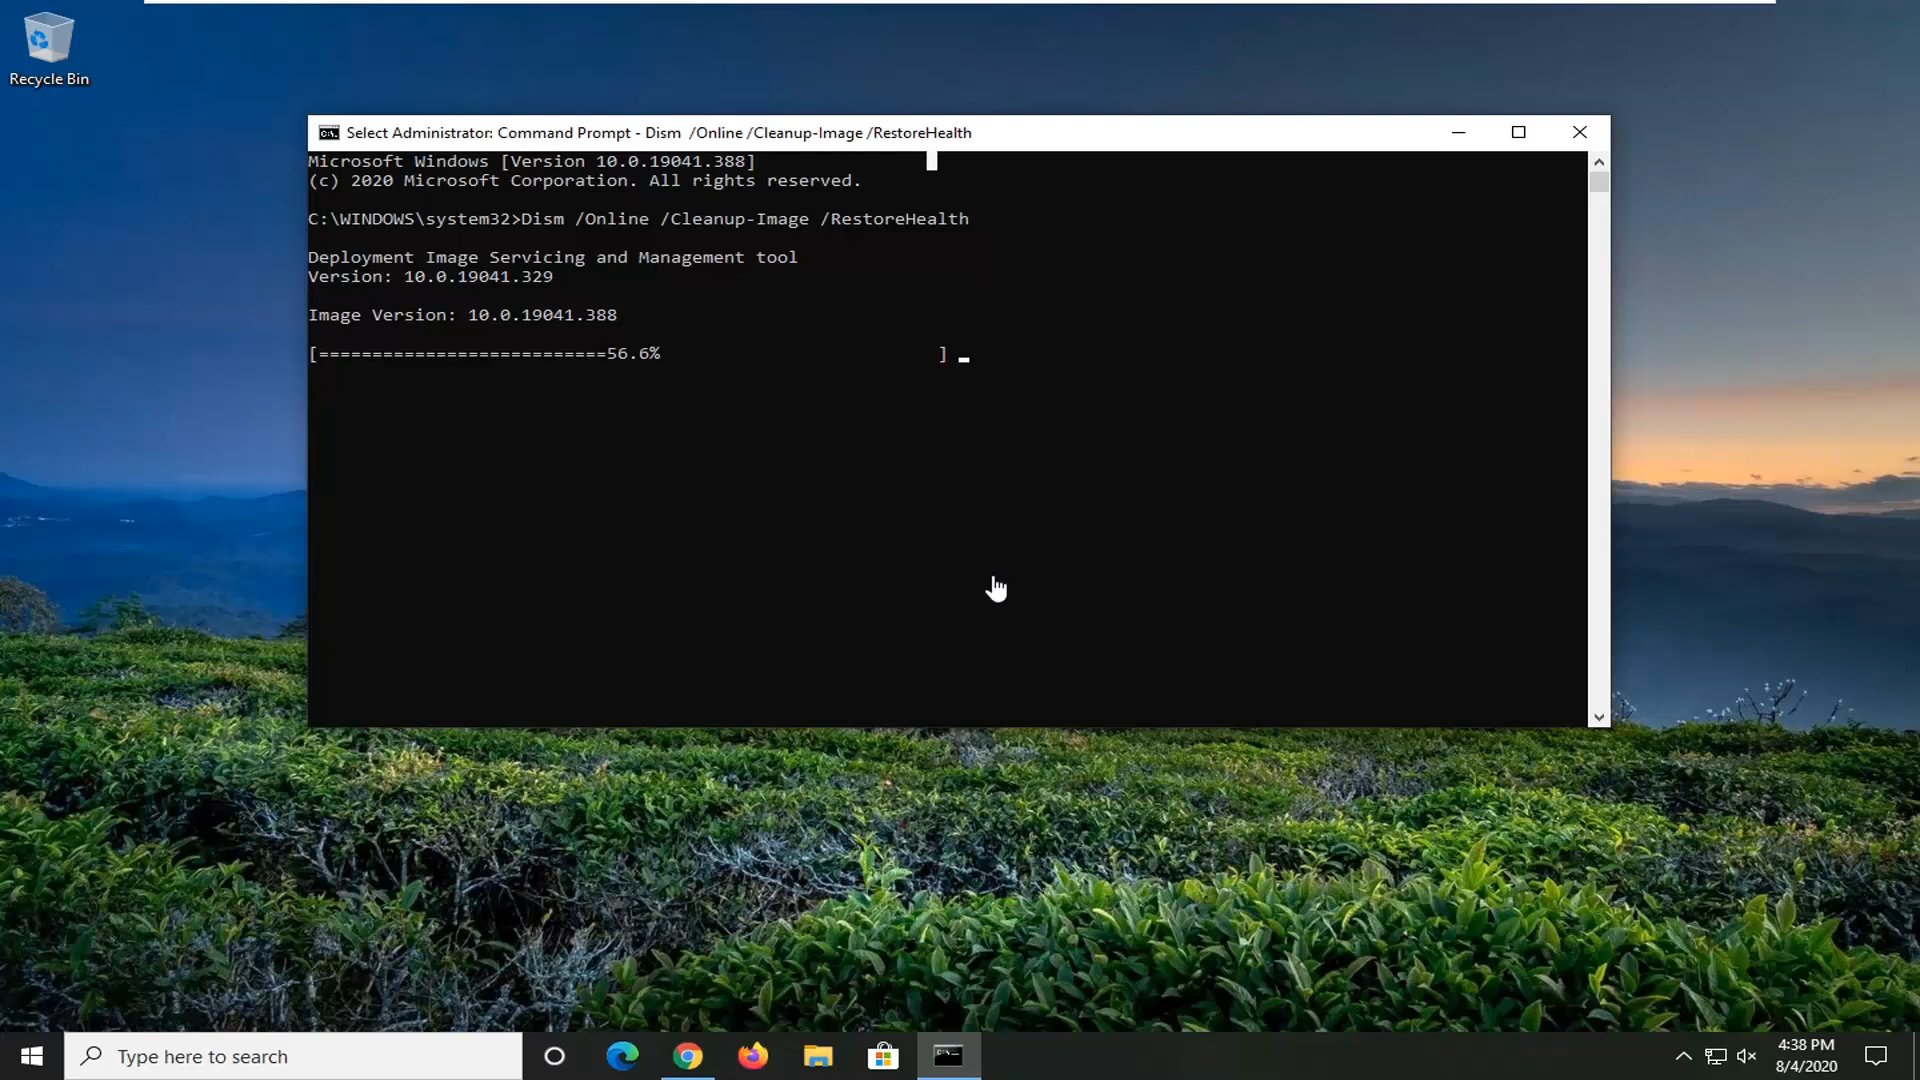 Recycle Bin
Select Administrator: Command Prompt - Dism  /Online /Cleanup-Image /RestoreHealth
Microsoft Windows [Version 10.0.19041.388]
(c) 2020 Microsoft Corporation. All rights reserved.
C:\WINDOWS\system32>Dism /Online /Cleanup-Image /RestoreHealth
Deployment Image Servicing and Management tool
Version: 10.0.19041.329
Image Version: 10.0.19041.388
[===========================56.6%                          ] _
Type here to search
4:38 PM
8/4/2020